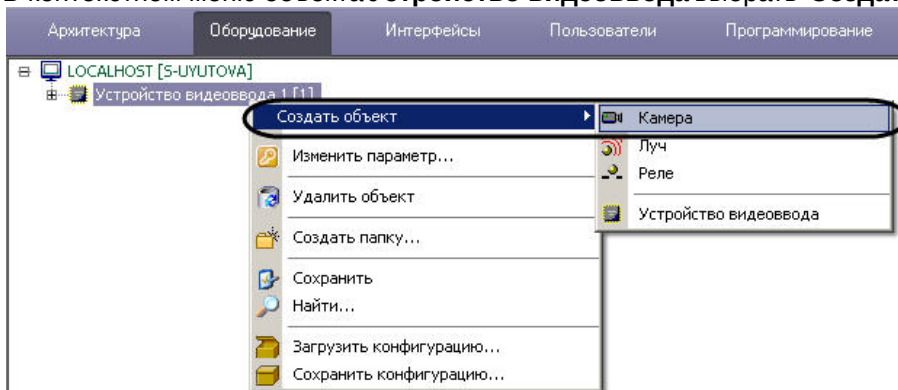 Архитектура Оборудование Интерфейсы Пользователи Программирование
LOCALHOST [S-UYUTOVA]
Устройство видеоввода 1 [1]
Создать объект
Камера
Луч
Реле
Устройство видеоввода
Изменить параметр...
Удалить объект
Создать папку...
Сохранить
Найти...
Загрузить конфигурацию...
Сохранить конфигурацию...